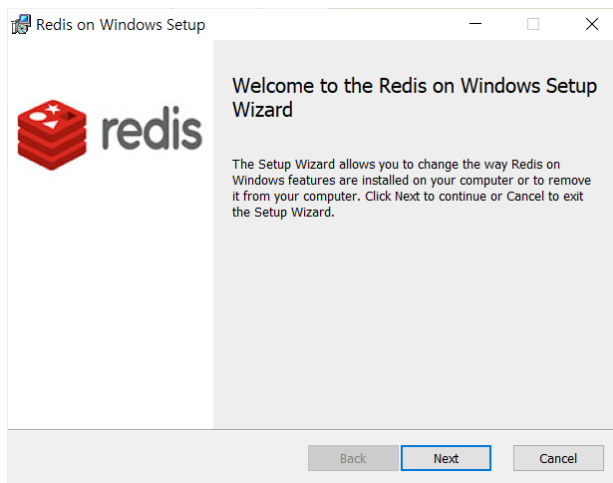 Redis on Windows Setup
redis
Welcome to the Redis on Windows Setup
Wizard
The Setup Wizard allows you to change the way Redis on
Windows features are installed on your computer or to remove
it from your computer. Click Next to continue or Cancel to exit
the Setup Wizard.
Back Next Cancel